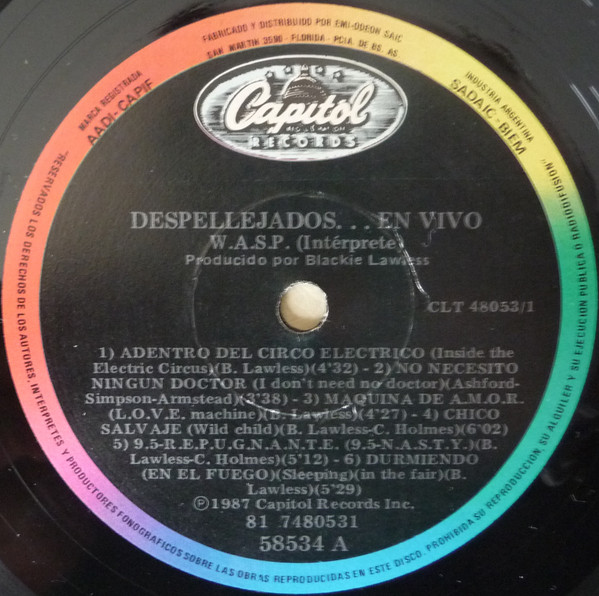 FABRICADO Y DISTRIBUIDO POR EMI-ODEON SAIC
SAN MARTIN 3590 - FLORIDA - PCIA. DE BS. AS.
MARCA REGISTRADA
AADI-CAPIF
INDUSTRIA ARGENTINA
SADAIC-BIEM
Capitol
RECORDS
DESPELLEJADOS...EN VIVO
W.A.S.P. (Intérprete)
Producido por Blackie Lawless
CLT 48053/1
1) ADENTRO DEL CIRCO ELECTRICO (Inside the
Electric Circus)(B. Lawless)(4'32) - 2) NO NECESITO
NINGUN DOCTOR (I don't need no doctor)(Ashford-
Simpson-Armstead)(3'38) - 3) MAQUINA DE A.M.O.R.
(L.O.V.E. machine)(B. Lawless)(4'27) - 4) CHICO
SALVAJE (Wild child)(B. Lawless-C. Holmes)(6'02)
5) 9.5-R.E.P.U.G.N.A.N.T.E. (9.5-N.A.S.T.Y.)(B.
Lawless-C. Holmes)(5'12) - 6) DURMIENDO
(EN EL FUEGO)(Sleeping)(in the fair)(B.
Lawless)(5'29)
Ⓟ1987 Capitol Records Inc.
81 7480531
58534 A
"RESERVADOS LOS DERECHOS DE LOS AUTORES, INTERPRETES Y PRODUCTORES FONOGRAFICOS SOBRE LAS OBRAS REPRODUCIDAS EN ESTE DISCO. PROHIBIDA SU REPRODUCCION, SU ALQUILER Y SU EJECUCION PUBLICA O RADIODIFUSION"